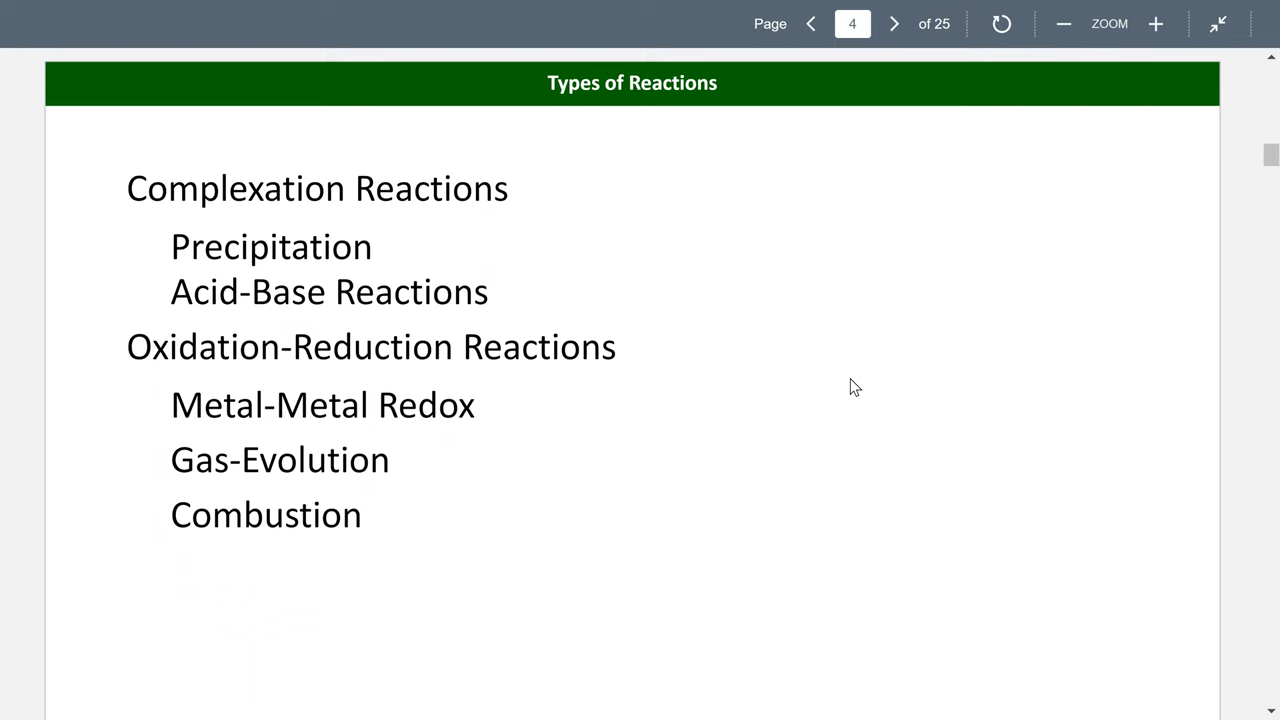 Page 4 of 25 ZOOM
Types of Reactions
Complexation Reactions
Precipitation
Acid-Base Reactions
Oxidation-Reduction Reactions
Metal-Metal Redox
Gas-Evolution
Combustion